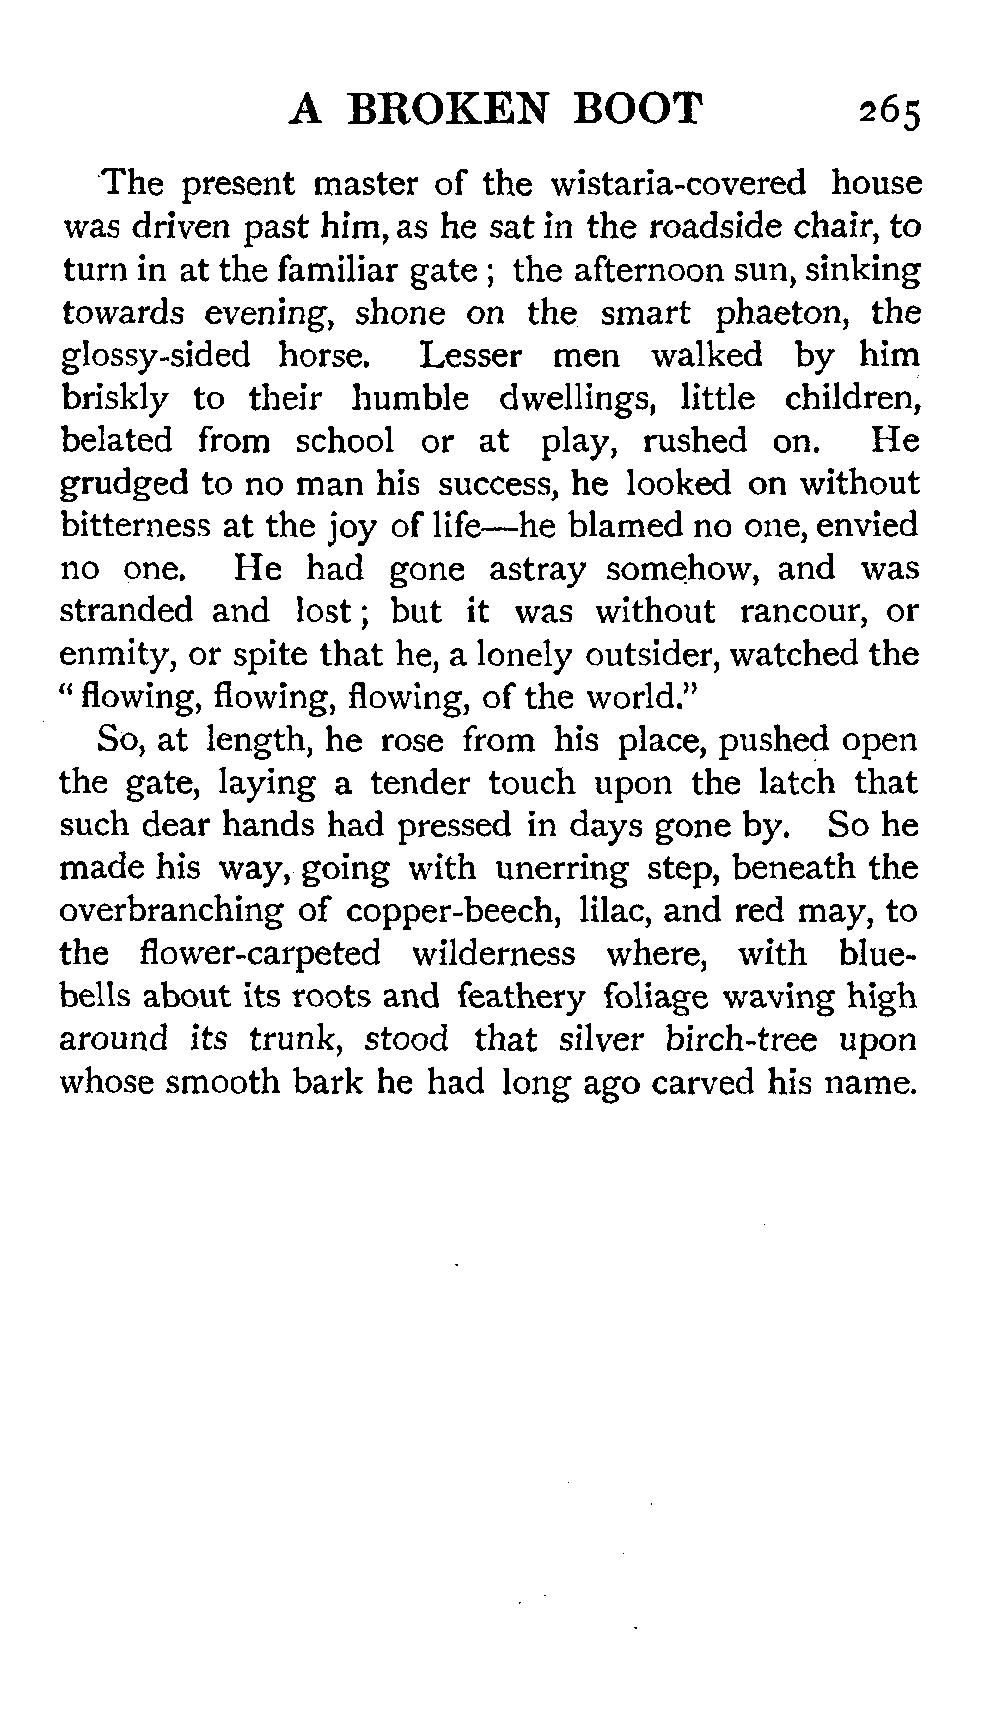 A BROKEN BOOT 265
The present master of the wistaria-covered house
was driven past him, as he sat in the roadside chair, to
turn in at the familiar gate ; the afternoon sun, sinking
towards evening, shone on the smart phaeton, the
glossy-sided horse. Lesser men walked by him
briskly to their humble dwellings, little children,
belated from school or at play, rushed on. He
grudged to no man his success, he looked on without
bitterness at the joy of life—he blamed no one, envied
no one. He had gone astray somehow, and was
stranded and lost ; but it was without rancour, or
enmity, or spite that he, a lonely outsider, watched the
“ flowing, flowing, flowing, of the world.”
So, at length, he rose from his place, pushed open
the gate, laying a tender touch upon the latch that
such dear hands had pressed in days gone by. So he
made his way, going with unerring step, beneath the
overbranching of copper-beech, lilac, and red may, to
the flower-carpeted wilderness where, with blue-
bells about its roots and feathery foliage waving high
around its trunk, stood that silver birch-tree upon
whose smooth bark he had long ago carved his name.